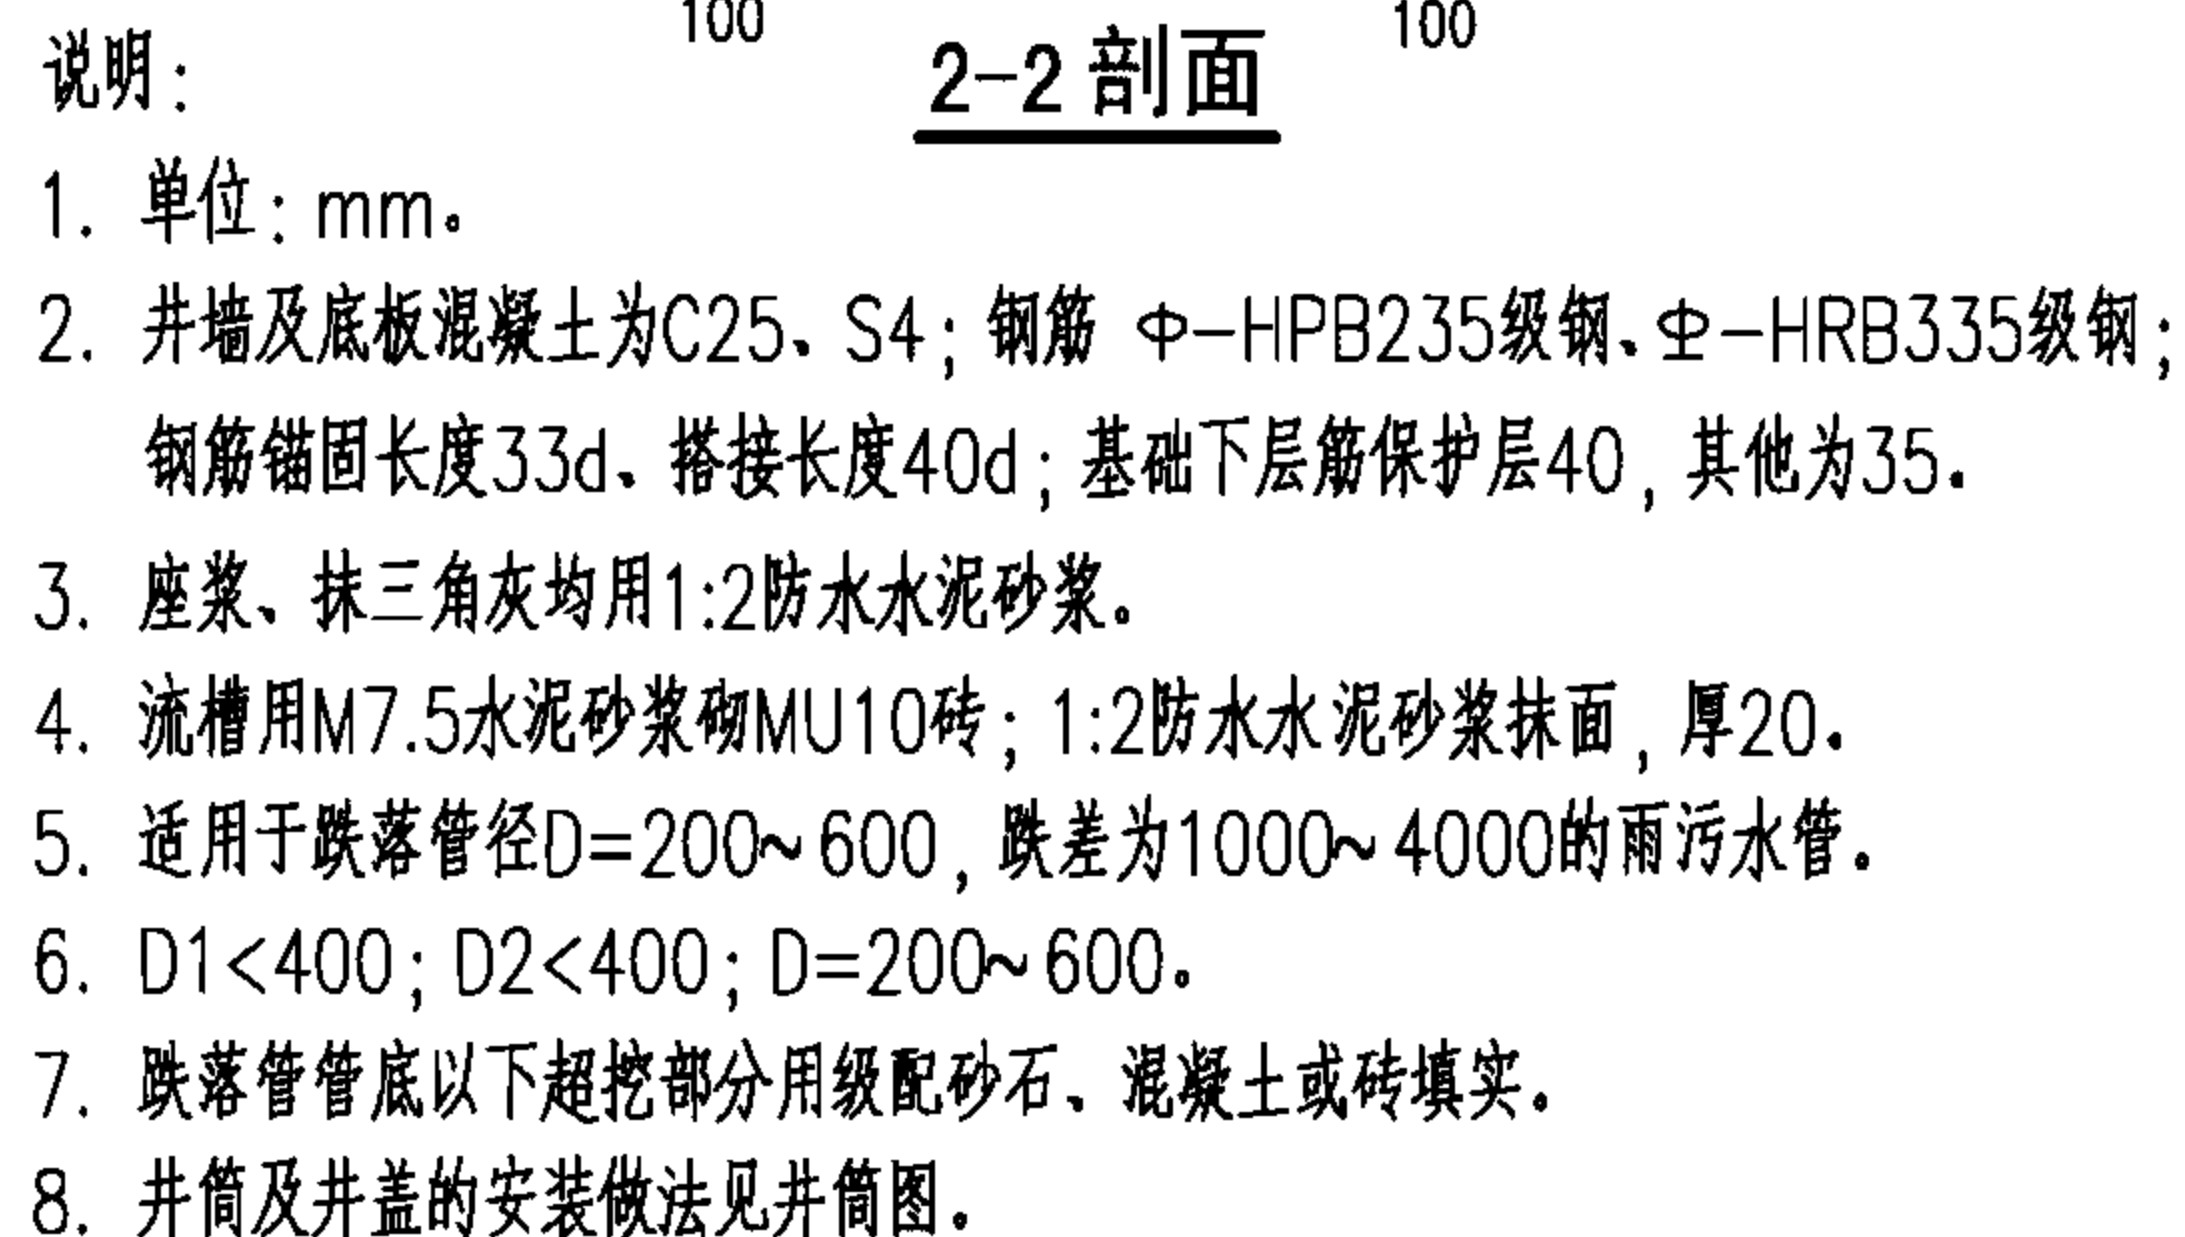 100
100
2-2 剖面
说明：
1. 单位：mm。
2. 井墙及底板混凝土为C25、S4；钢筋 Φ-HPB235级钢、⏀-HRB335级钢；
钢筋锚固长度33d、搭接长度40d；基础下层筋保护层40，其他为35。
3. 座浆、抹三角灰均用1:2防水水泥砂浆。
4. 流槽用M7.5水泥砂浆砌MU10砖；1:2防水水泥砂浆抹面，厚20。
5. 适用于跌落管径D=200~600，跌差为1000~4000的雨污水管。
6. D1<400；D2<400；D=200~600。
7. 跌落管管底以下超挖部分用级配砂石、混凝土或砖填实。
8. 井筒及井盖的安装做法见井筒图。